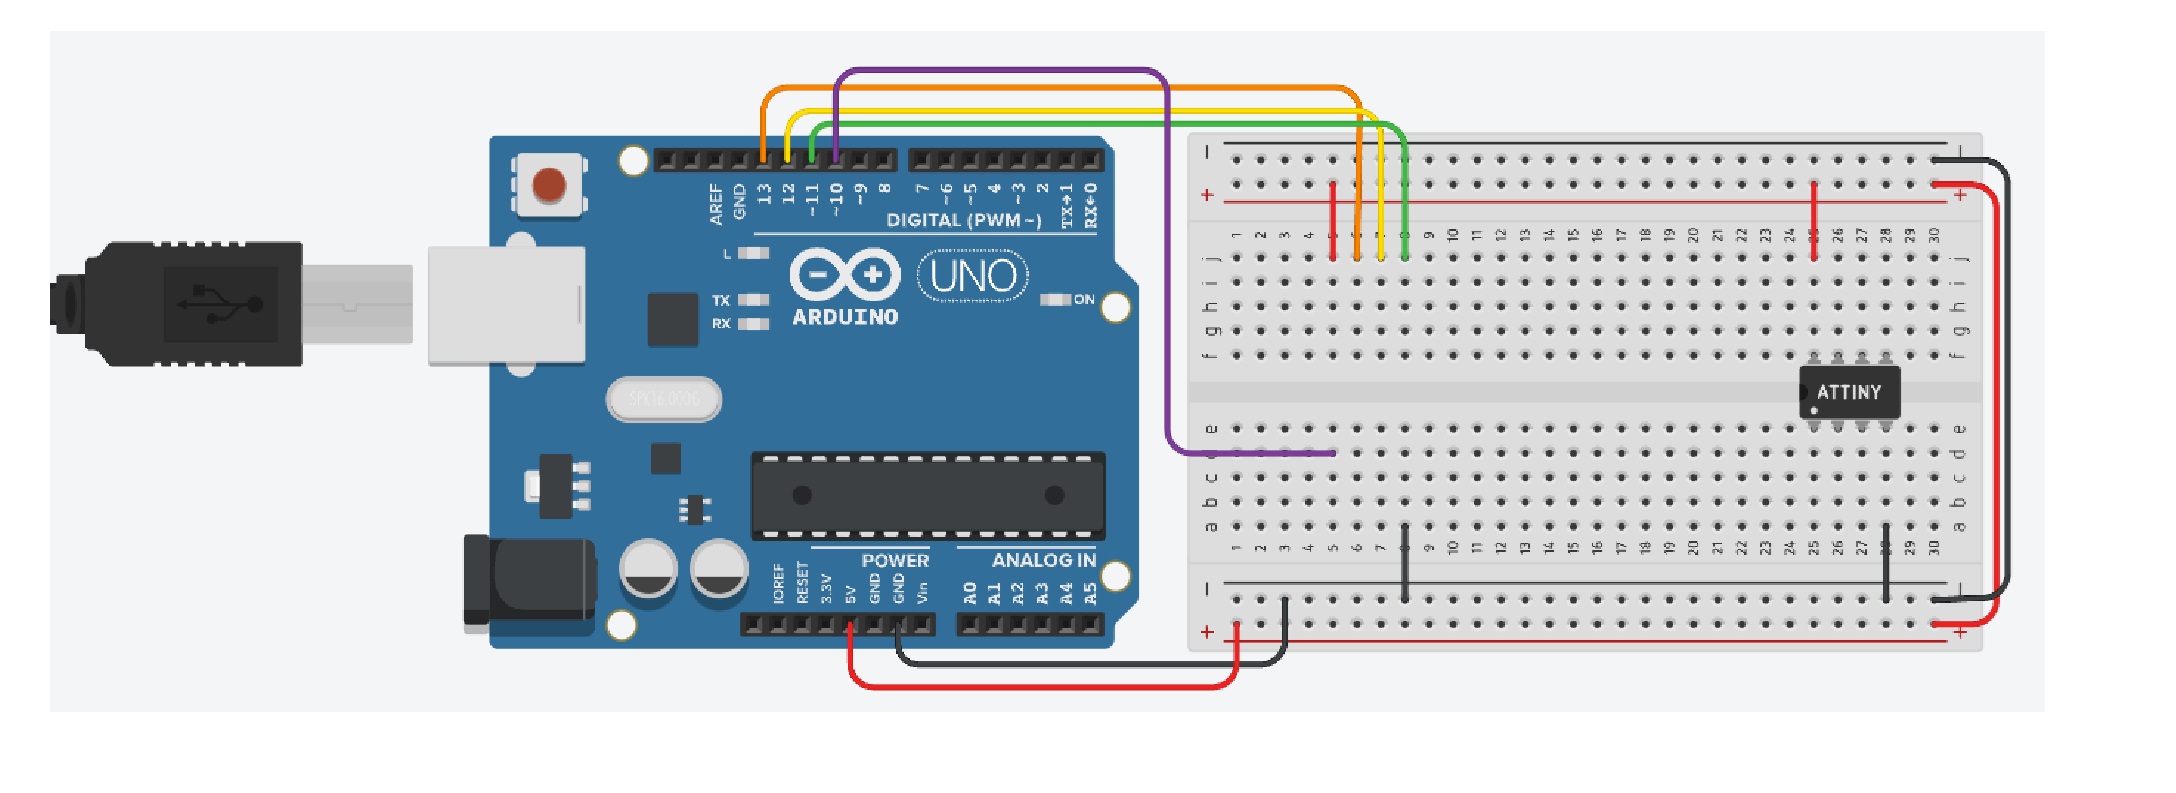 AREF
GND
13
12
~11
~10
~9
8
7
~6
~5
4
~3
2
TX→1
RX←0
DIGITAL (PWM ~)
L
TX
RX
UNO
ARDUINO
ON
SPK16.000G
IOREF
RESET
3.3V
5V
GND
GND
Vin
POWER
ANALOG IN
A0
A1
A2
A3
A4
A5
- +
+ +
1 2 3 4 6 9 10 11 12 13 14 15 16 17 18 19 20 21 22 23 24 25 26 27 28 29 30
j j
i i
h h
g g
f f
ATTINY
e e
d
c c
b b
a a
1 2 3 4 5 6 7 9 10 11 12 13 14 15 16 17 18 19 20 21 22 23 24 25 26 27 29 30
-
+ +